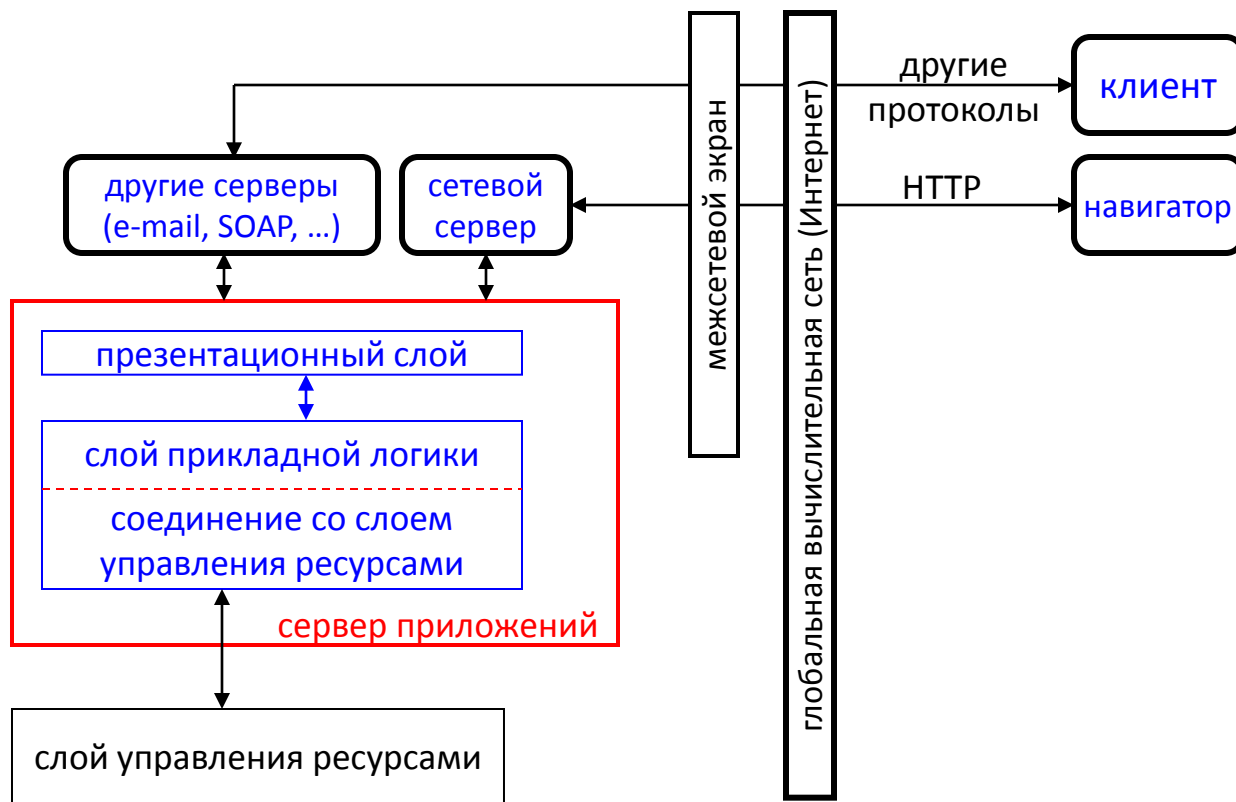 другие
протоколы
клиент
другие серверы
(e-mail, SOAP, …)
сетевой
сервер
HTTP
навигатор
межсетевой экран
глобальная вычислительная сеть (Интернет)
презентационный слой
слой прикладной логики
соединение со слоем
управления ресурсами
сервер приложений
слой управления ресурсами